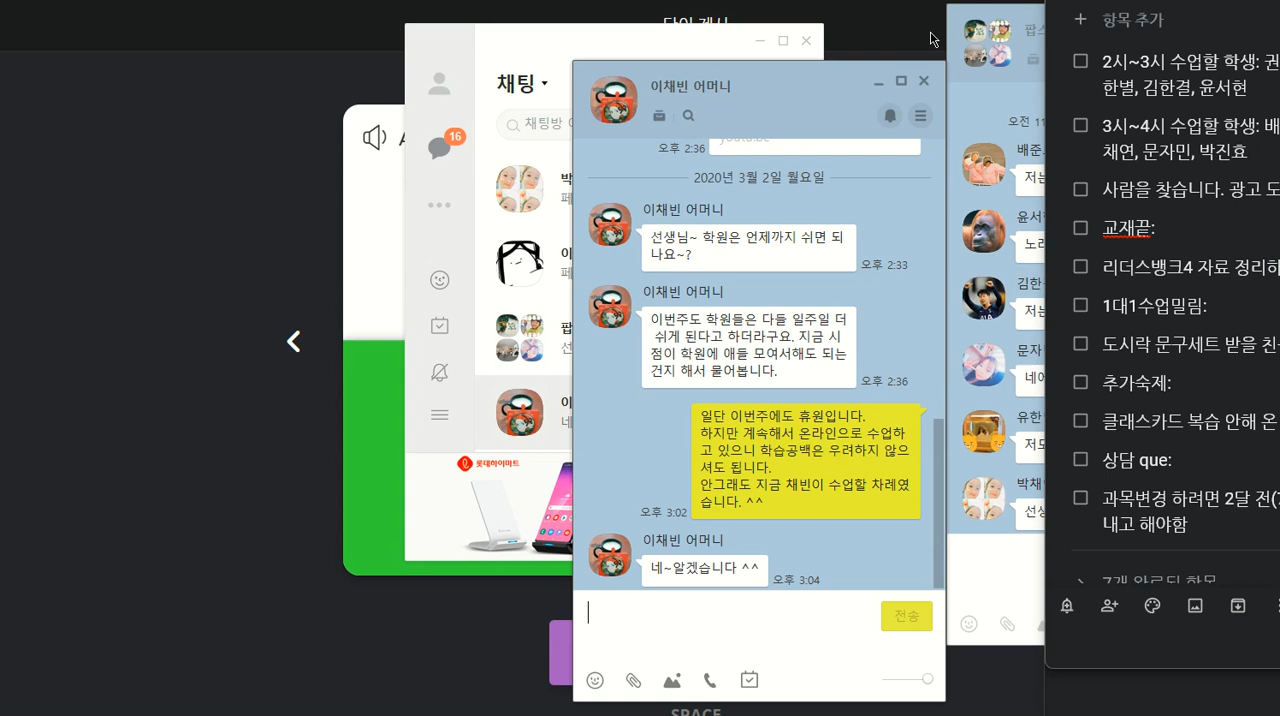 채팅
채팅방
16
롯데하이마트
이채빈 어머니
youtu.be
오후 2:36
2020년 3월 2일 월요일
이채빈 어머니
선생님~ 학원은 언제까지 쉬면 되
나요~?
오후 2:33
이채빈 어머니
이번주도 학원들은 다들 일주일 더
쉬게 된다고 하더라구요. 지금 시
점이 학원에 애들 모여서해도 되는
건지 해서 물어봅니다.
오후 2:36
일단 이번주에도 휴원입니다.
하지만 계속해서 온라인으로 수업하
고 있으니 학습공백은 우려하지 않으
셔도 됩니다.
안그래도 지금 채빈이 수업할 차례였
습니다. ^^
오후 3:02
이채빈 어머니
네~알겠습니다 ^^
오후 3:04
전송
SPACE
오전 11
배준
저는
윤서
노래
김한
저는
문자
네에
유한
저도
박채
선생
+ 항목 추가
2시~3시 수업할 학생: 권
한별, 김한결, 윤서현
3시~4시 수업할 학생: 배
채연, 문자민, 박진효
사람을 찾습니다. 광고 도
교재끝:
리더스뱅크4 자료 정리하
1대1수업밀림:
도시락 문구세트 받을 친
추가숙제:
클래스카드 복습 안해 온
상담 que:
과목변경 하려면 2달 전(
내고 해야함
7개 완료된 항목